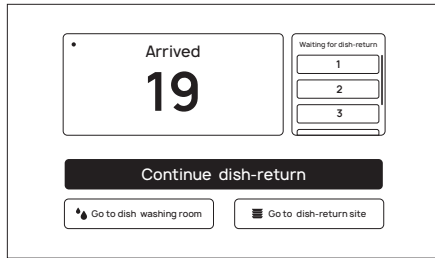 Arrived
19
Waiting for dish-return
1
2
3
Continue dish-return
Go to dish washing room
Go to dish-return site